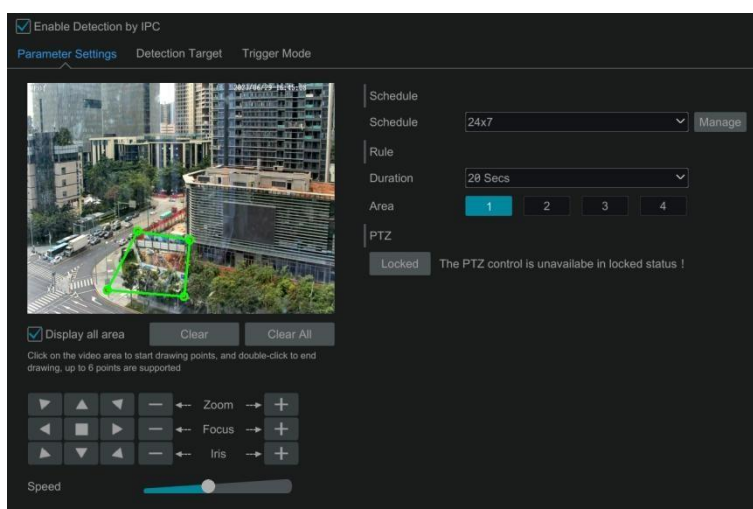 Enable Detection by IPC
Parameter Settings Detection Target Trigger Mode
Schedule
Schedule 24x7 Manage
Rule
Duration 20 Secs
Area 1 2 3 4
PTZ
Locked The PTZ control is unavailabe in locked status !
Display all area Clear Clear All
Click on the video area to start drawing points, and double-click to end
drawing, up to 6 points are supported
Zoom
Focus
Iris
Speed